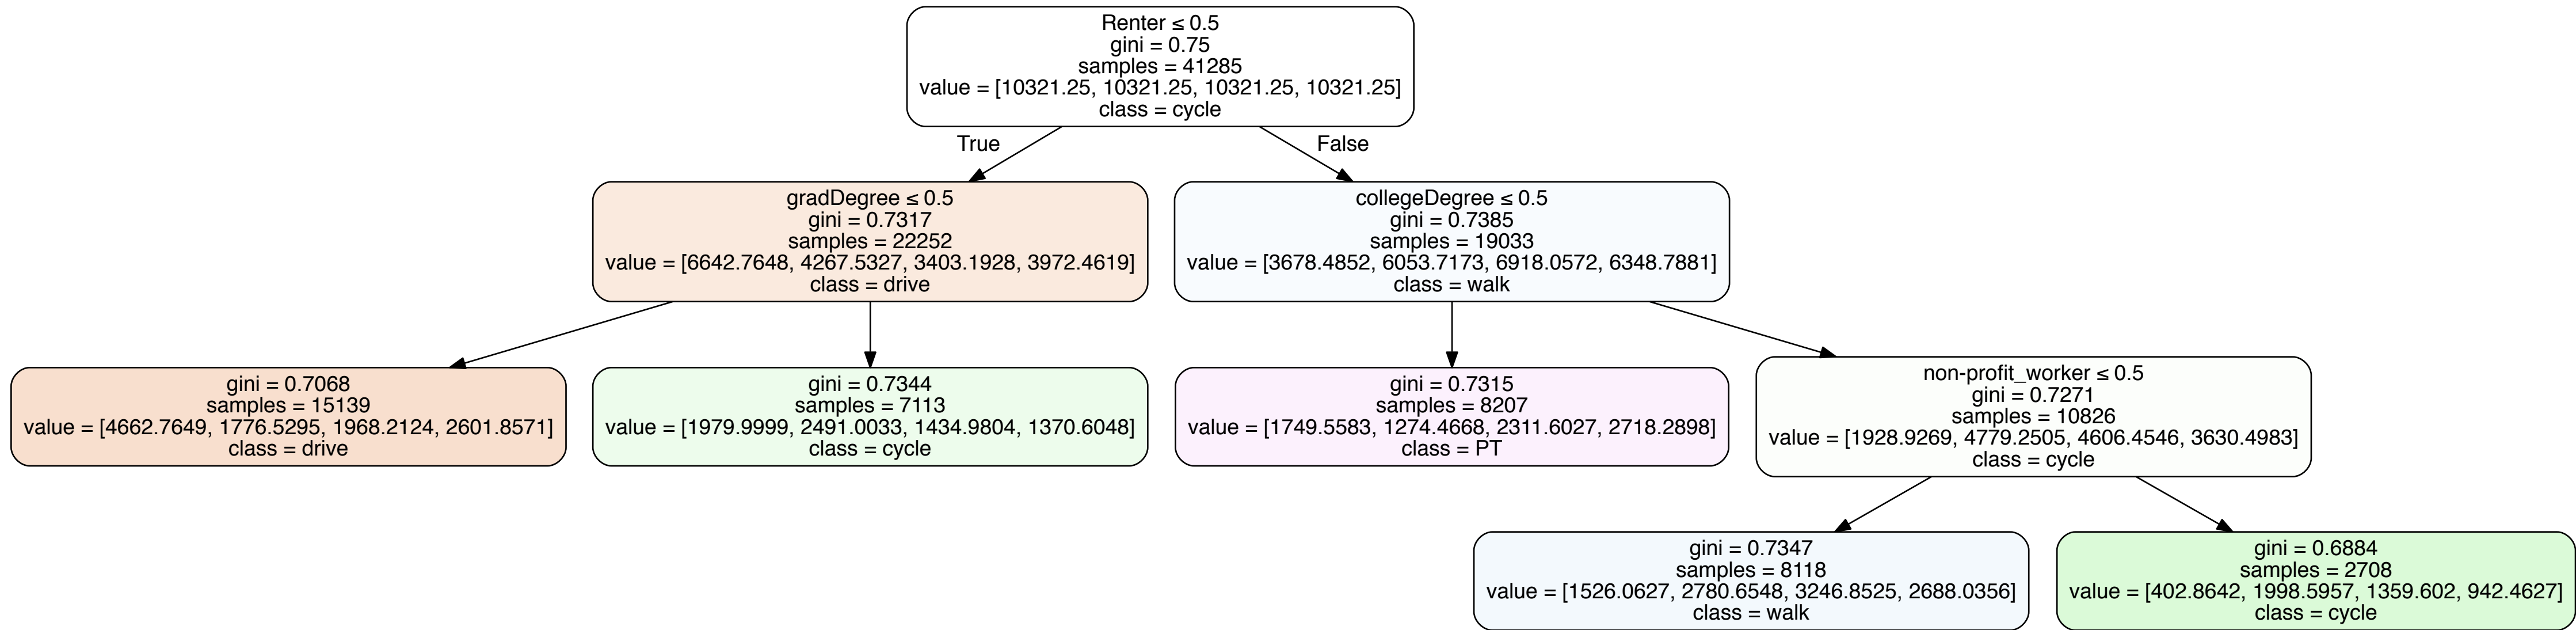 Renter ≤ 0.5
gini = 0.75
samples = 41285
value = [10321.25, 10321.25, 10321.25, 10321.25]
class = cycle
True
False
gradDegree ≤ 0.5
gini = 0.7317
samples = 22252
value = [6642.7648, 4267.5327, 3403.1928, 3972.4619]
class = drive
collegeDegree ≤ 0.5
gini = 0.7385
samples = 19033
value = [3678.4852, 6053.7173, 6918.0572, 6348.7881]
class = walk
gini = 0.7068
samples = 15139
value = [4662.7649, 1776.5295, 1968.2124, 2601.8571]
class = drive
gini = 0.7344
samples = 7113
value = [1979.9999, 2491.0033, 1434.9804, 1370.6048]
class = cycle
gini = 0.7315
samples = 8207
value = [1749.5583, 1274.4668, 2311.6027, 2718.2898]
class = PT
non-profit_worker ≤ 0.5
gini = 0.7271
samples = 10826
value = [1928.9269, 4779.2505, 4606.4546, 3630.4983]
class = cycle
gini = 0.7347
samples = 8118
value = [1526.0627, 2780.6548, 3246.8525, 2688.0356]
class = walk
gini = 0.6884
samples = 2708
value = [402.8642, 1998.5957, 1359.602, 942.4627]
class = cycle